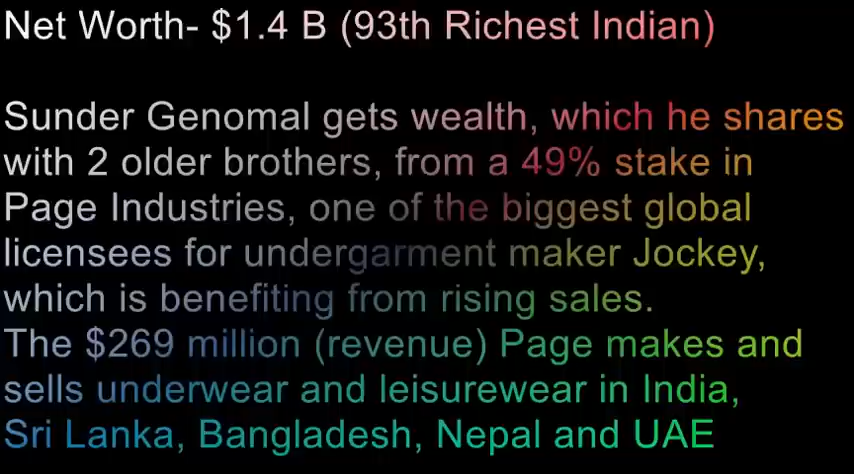 Net Worth- $1.4 B (93th Richest Indian)
Sunder Genomal gets wealth, which he shares
with 2 older brothers, from a 49% stake in
Page Industries, one of the biggest global
licensees for undergarment maker Jockey,
which is benefiting from rising sales.
The $269 million (revenue) Page makes and
sells underwear and leisurewear in India,
Sri Lanka, Bangladesh, Nepal and UAE